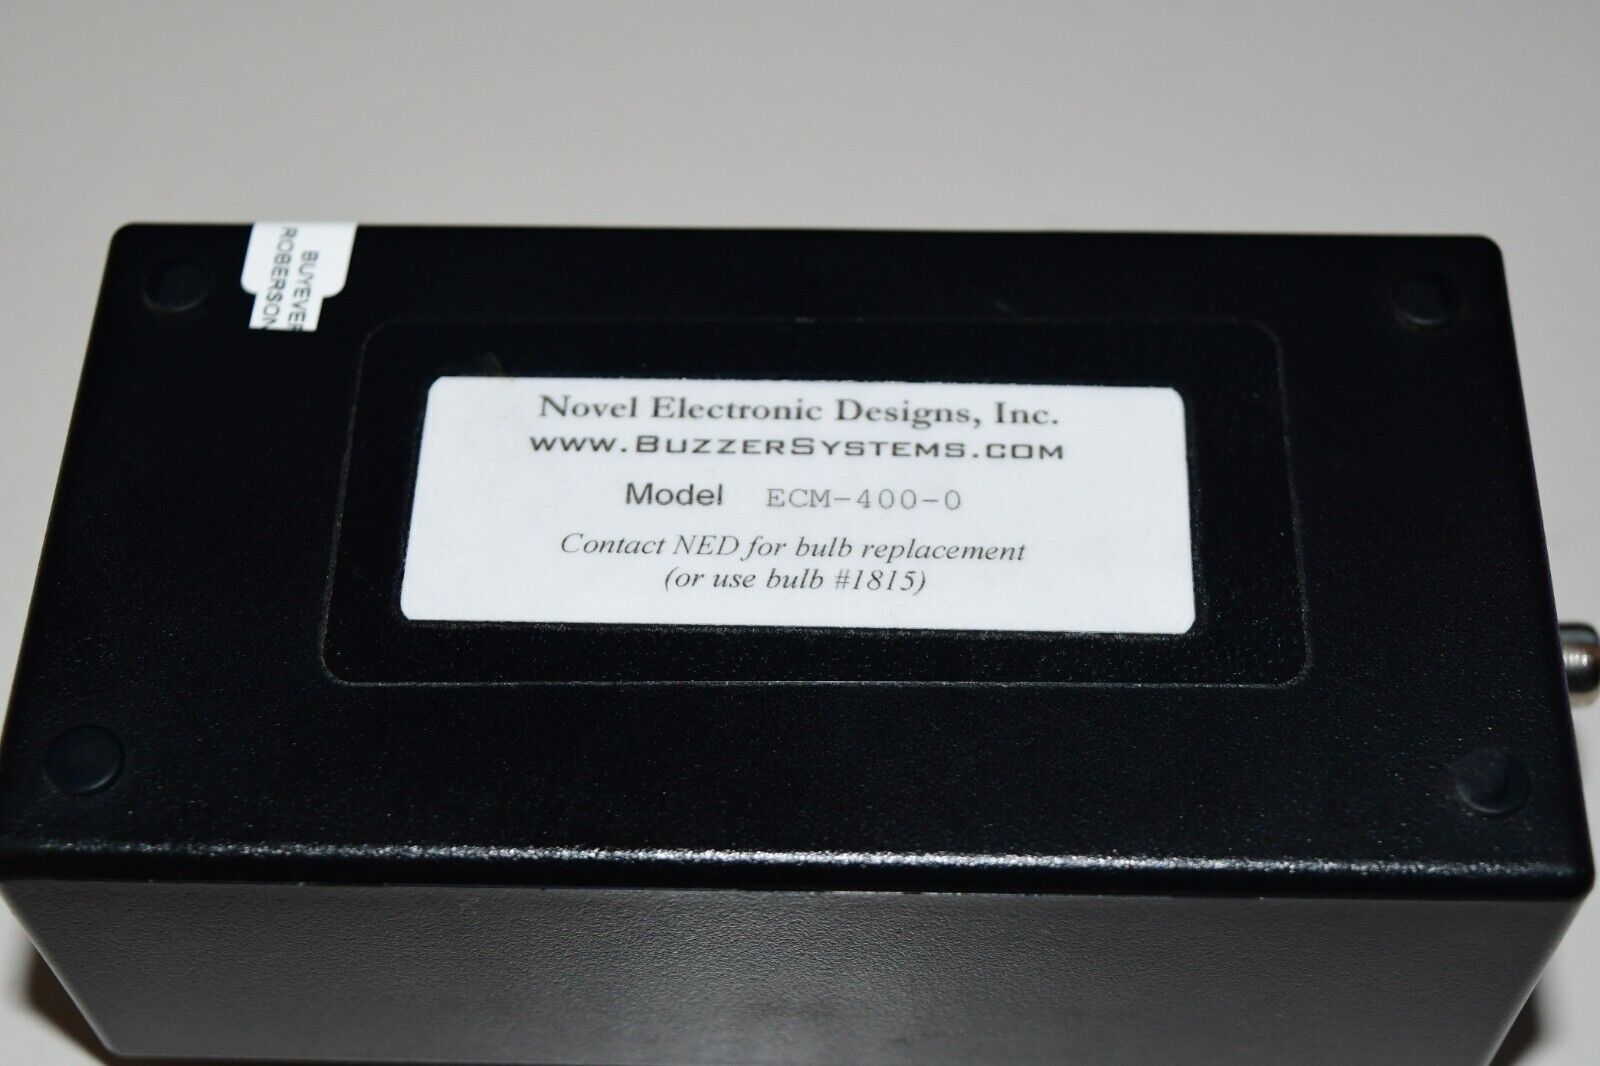 BUYEVER
ROBERSON
Novel Electronic Designs, Inc.
WWW.BUZZERSYSTEMS.COM
Model ECM-400-0
Contact NED for bulb replacement
(or use bulb #1815)